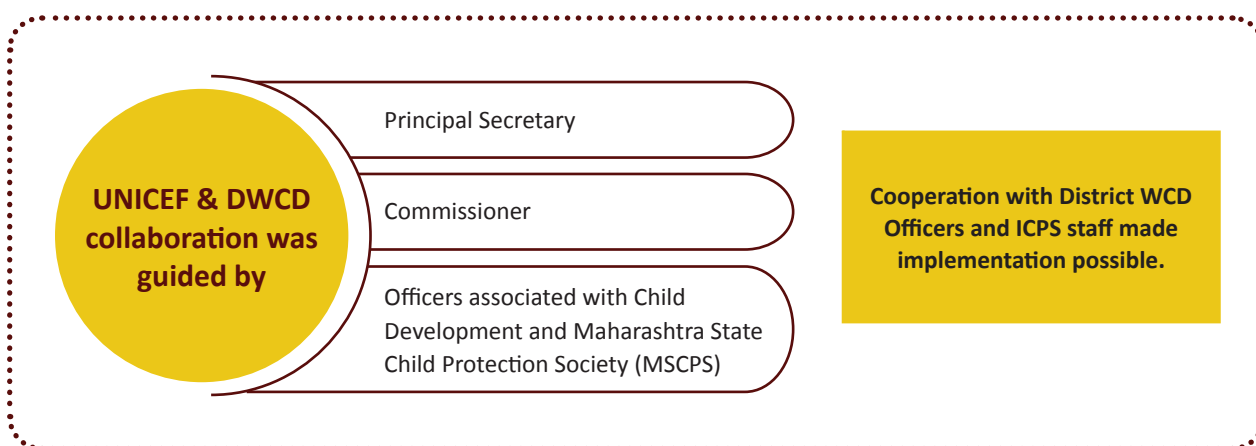 UNICEF & DWCD
collaboration was
guided by
Principal Secretary
Commissioner
Officers associated with Child
Development and Maharashtra State
Child Protection Society (MSCPS)
Cooperation with District WCD
Officers and ICPS staff made
implementation possible.